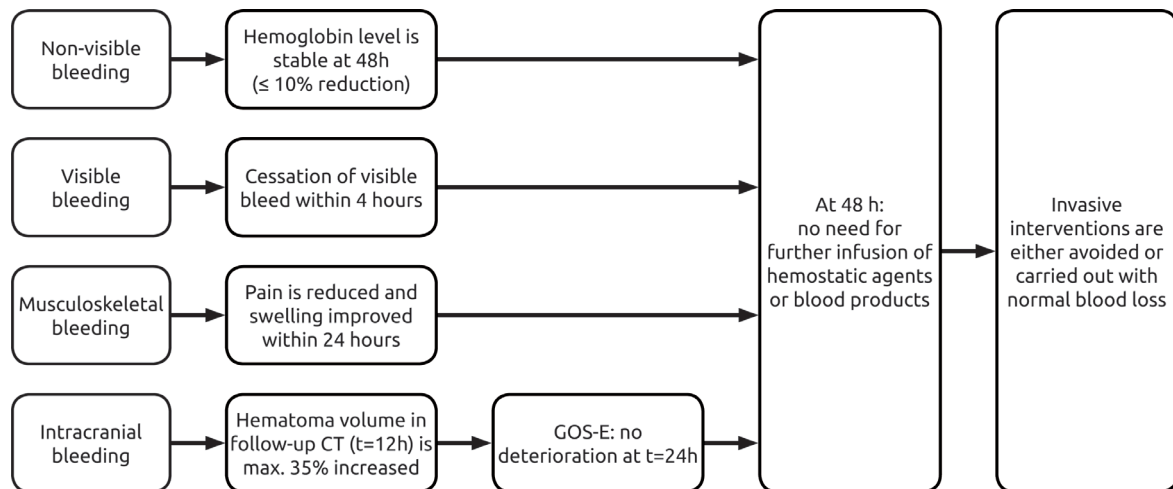 Non-visible
bleeding
Hemoglobin level is
stable at 48h
(≤ 10% reduction)
Visible
bleeding
Cessation of visible
bleed within 4 hours
Musculoskeletal
bleeding
Pain is reduced and
swelling improved
within 24 hours
Intracranial
bleeding
Hematoma volume in
follow-up CT (t=12h) is
max. 35% increased
GOS-E: no
deterioration at t=24h
At 48 h:
no need for
further infusion of
hemostatic agents
or blood products
Invasive
interventions are
either avoided or
carried out with
normal blood loss